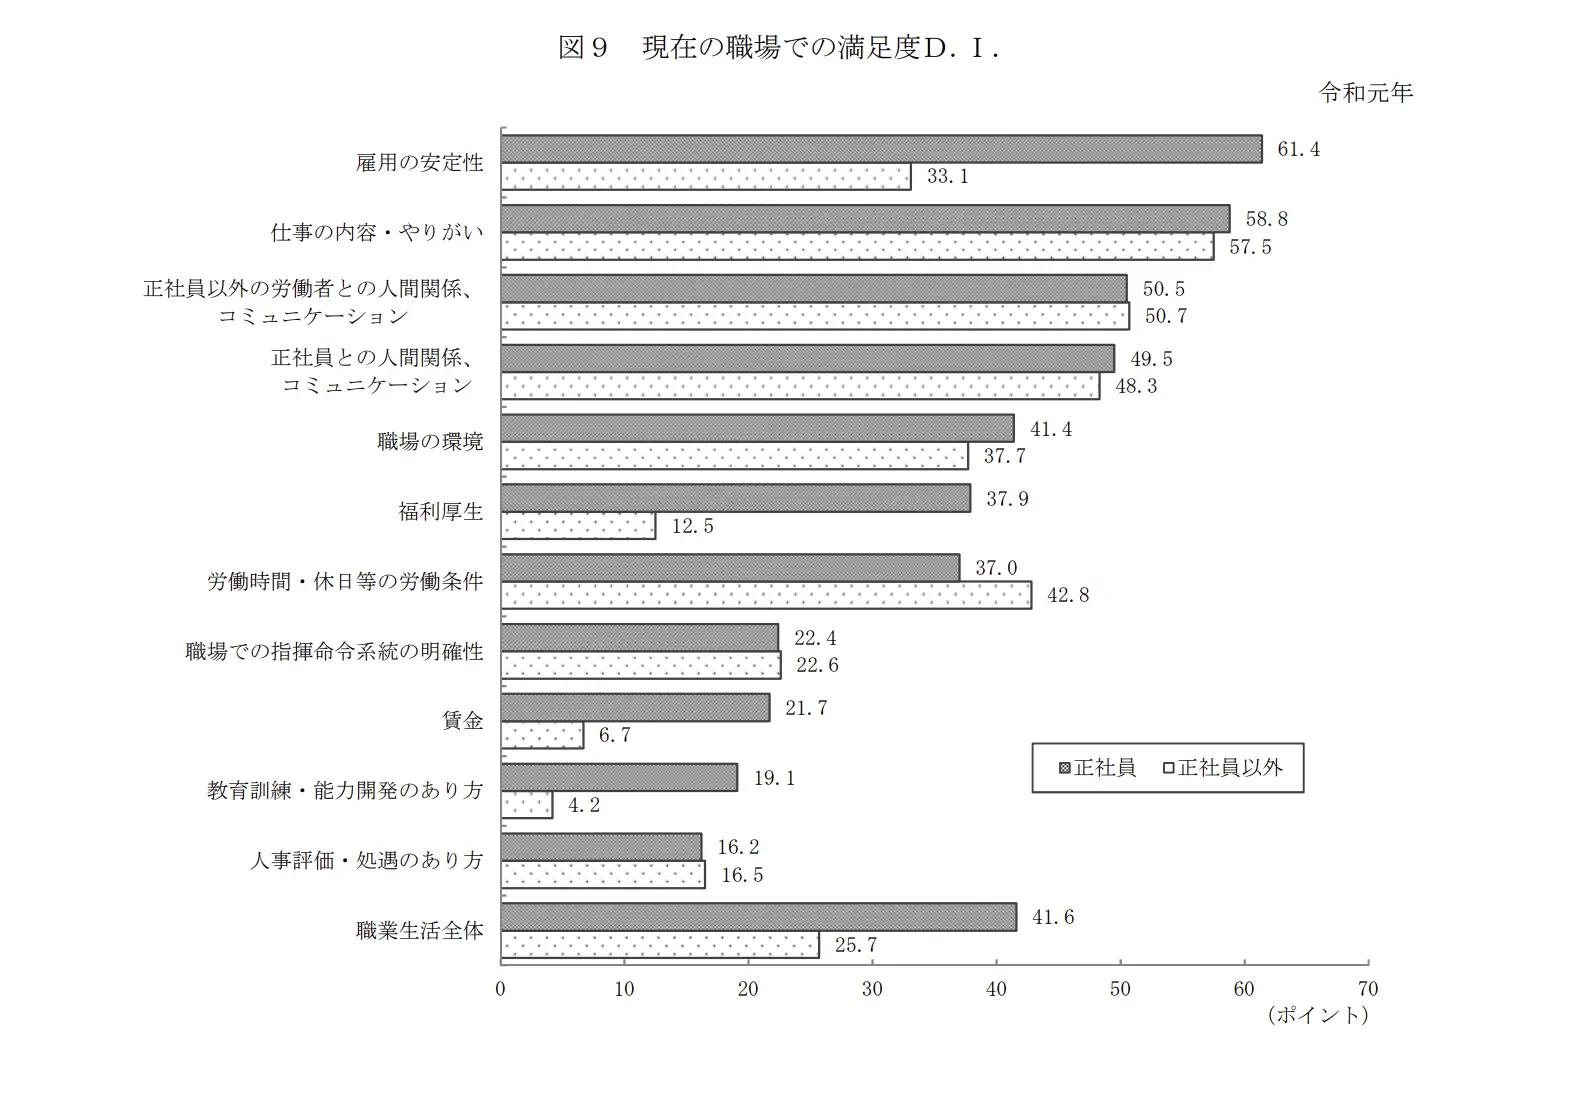 図９　現在の職場での満足度Ｄ．Ｉ．
令和元年
雇用の安定性
61.4
33.1
仕事の内容・やりがい
58.8
57.5
正社員以外の労働者との人間関係、
コミュニケーション
50.5
50.7
正社員との人間関係、
コミュニケーション
49.5
48.3
職場の環境
41.4
37.7
福利厚生
37.9
12.5
労働時間・休日等の労働条件
37.0
42.8
職場での指揮命令系統の明確性
22.4
22.6
賃金
21.7
6.7
正社員 正社員以外
教育訓練・能力開発のあり方
19.1
4.2
人事評価・処遇のあり方
16.2
16.5
職業生活全体
41.6
25.7
0 10 20 30 40 50 60 70
（ポイント）